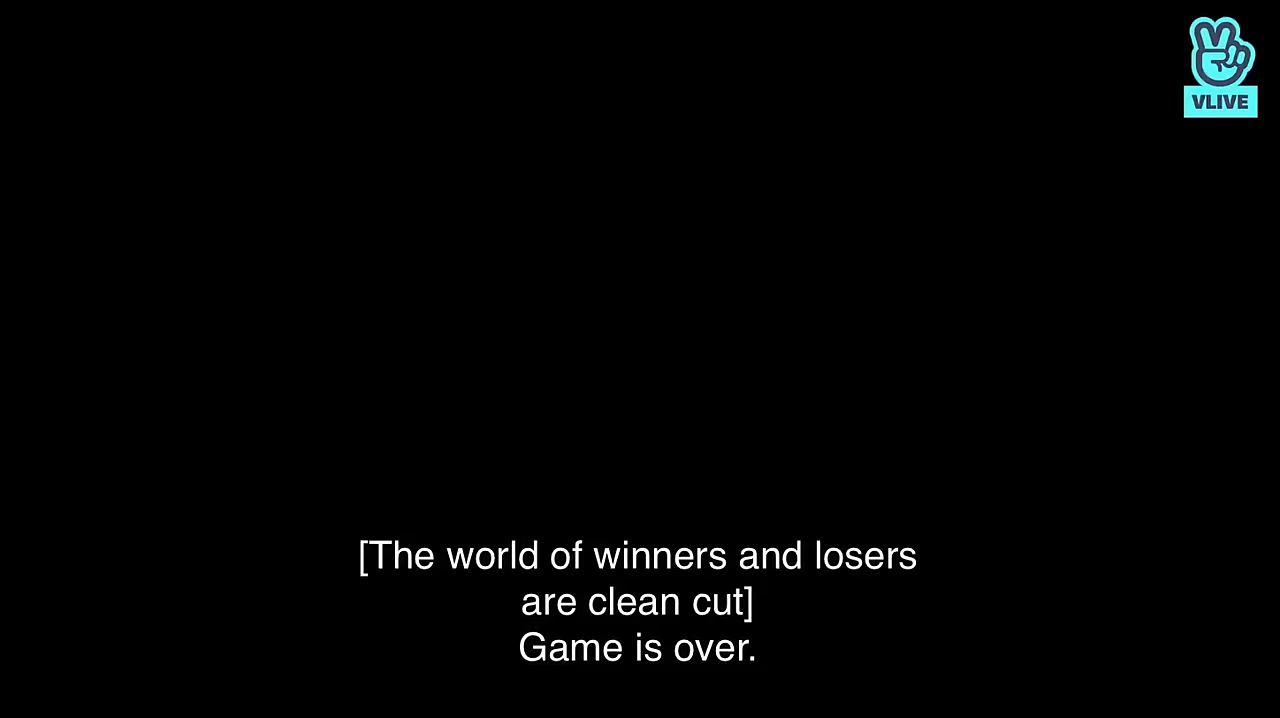 VLIVE
[The world of winners and losers
are clean cut]
Game is over.